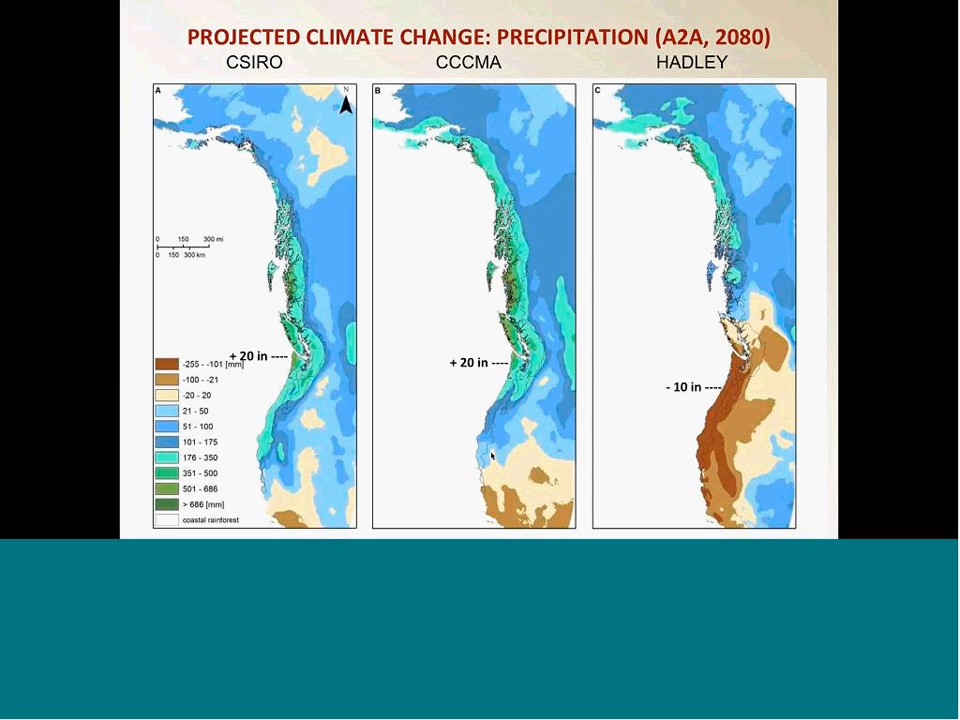 PROJECTED CLIMATE CHANGE: PRECIPITATION (A2A, 2080)
CSIRO CCCMA HADLEY
A N B C
0 150 300 mi
0 150 300 km
+ 20 in ----
+ 20 in ----
- 10 in ----
-255 - -101 [mm]
-100 - -21
-20 - 20
21 - 50
51 - 100
101 - 175
176 - 350
351 - 500
501 - 686
> 686 [mm]
coastal rainforest